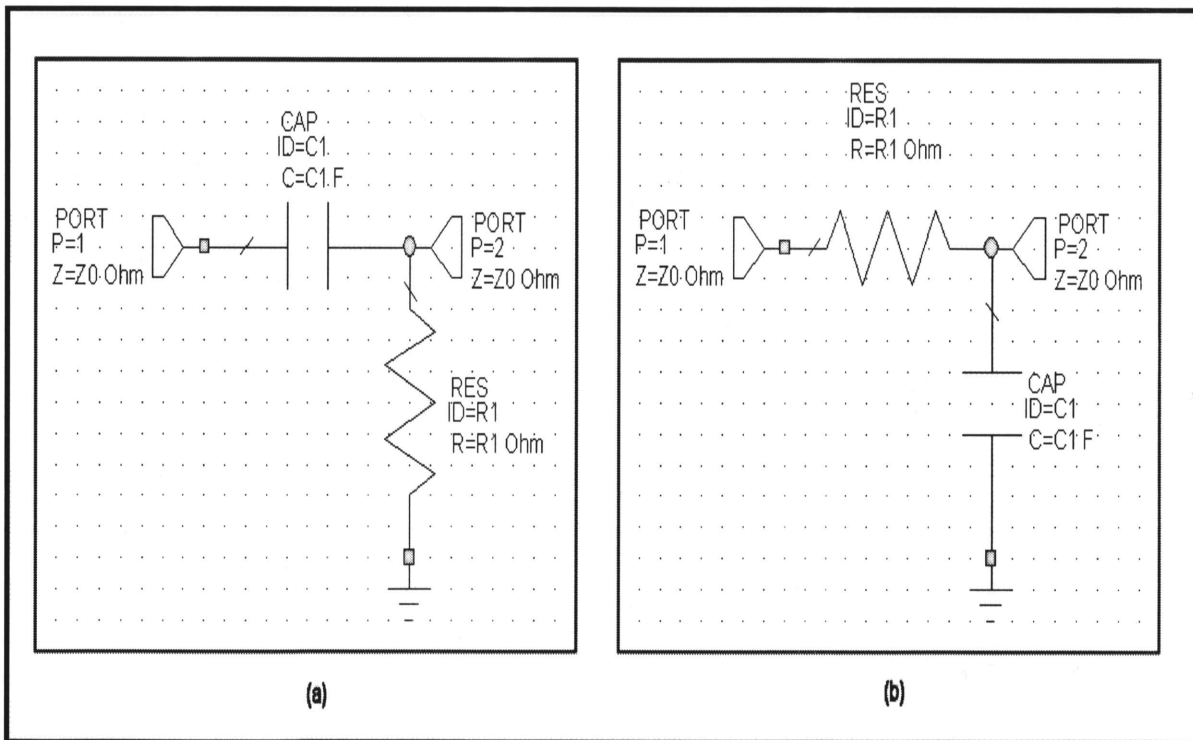 CAP
ID=C1
C=C1 F
PORT
P=1
Z=Z0 Ohm
PORT
P=2
Z=Z0 Ohm
RES
ID=R1
R=R1 Ohm
(a)
RES
ID=R1
R=R1 Ohm
PORT
P=1
Z=Z0 Ohm
PORT
P=2
Z=Z0 Ohm
CAP
ID=C1
C=C1 F
(b)